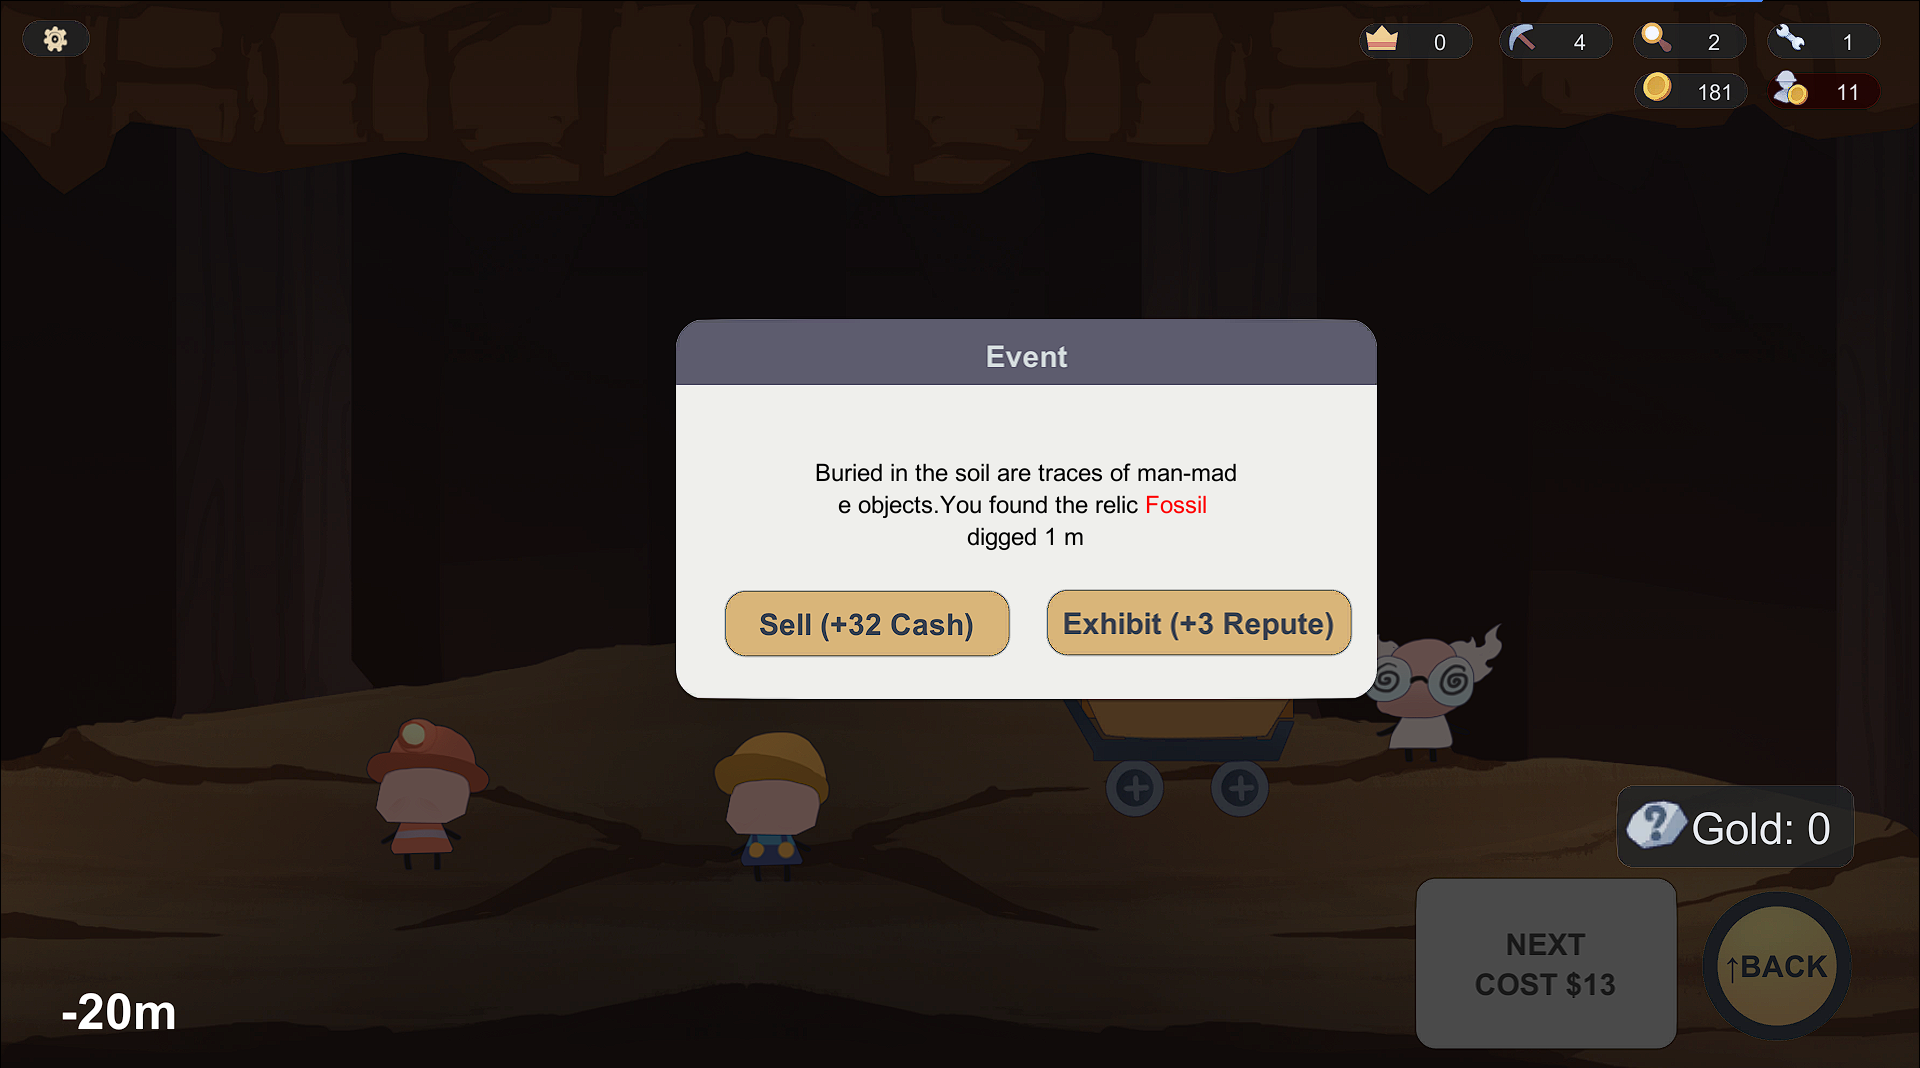 0
4
2
1
181
11
Event
Buried in the soil are traces of man-mad
e objects.You found the relic Fossil
digged 1 m
Sell (+32 Cash)
Exhibit (+3 Repute)
?
Gold: 0
NEXT
COST $13
↑BACK
-20m